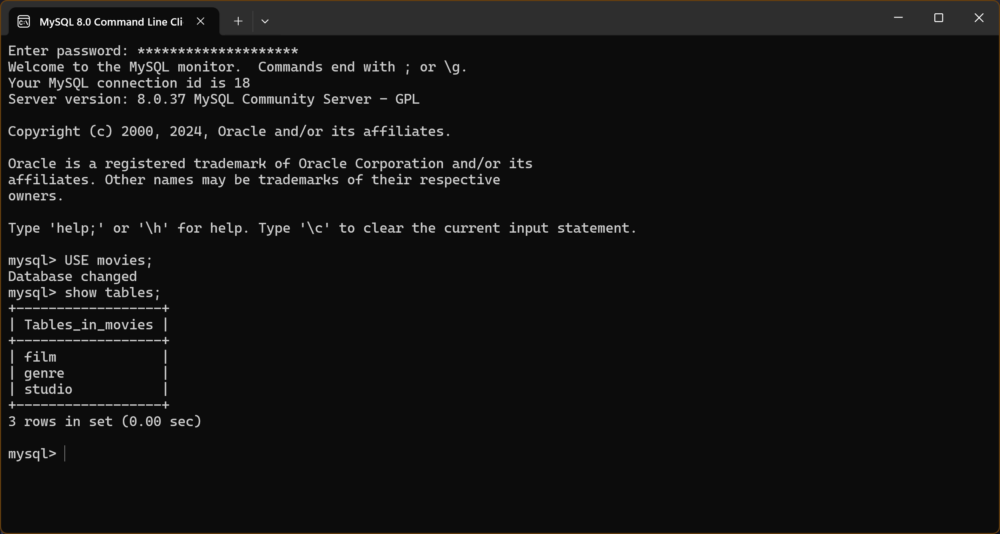 MySQL 8.0 Command Line Cli
Enter password: ********************
Welcome to the MySQL monitor.  Commands end with ; or \g.
Your MySQL connection id is 18
Server version: 8.0.37 MySQL Community Server - GPL

Copyright (c) 2000, 2024, Oracle and/or its affiliates.

Oracle is a registered trademark of Oracle Corporation and/or its
affiliates. Other names may be trademarks of their respective
owners.

Type 'help;' or '\h' for help. Type '\c' to clear the current input statement.

mysql> USE movies;
Database changed
mysql> show tables;
+------------------+
| Tables_in_movies |
+------------------+
| film             |
| genre            |
| studio           |
+------------------+
3 rows in set (0.00 sec)

mysql>